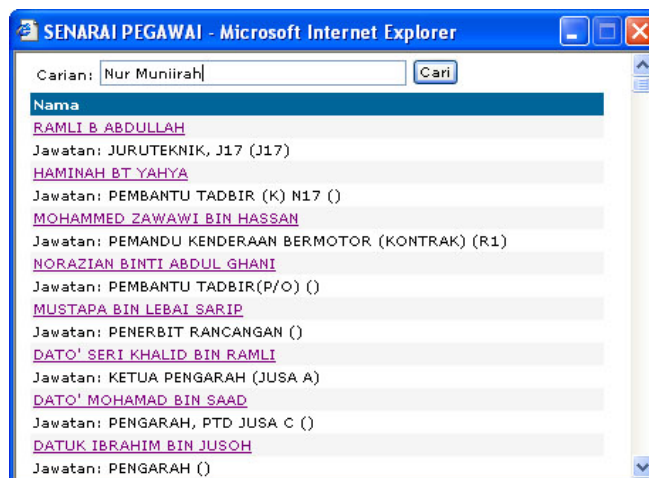 SENARAI PEGAWAI - Microsoft Internet Explorer
Carian: Nur Muniirah Cari
Nama
RAMLI B ABDULLAH
Jawatan: JURUTEKNIK, J17 (J17)
HAMINAH BT YAHYA
Jawatan: PEMBANTU TADBIR (K) N17 ()
MOHAMMED ZAWAWI BIN HASSAN
Jawatan: PEMANDU KENDERAAN BERMOTOR (KONTRAK) (R1)
NORAZIAN BINTI ABDUL GHANI
Jawatan: PEMBANTU TADBIR(P/O) ()
MUSTAPA BIN LEBAI SARIP
Jawatan: PENERBIT RANCANGAN ()
DATO' SERI KHALID BIN RAMLI
Jawatan: KETUA PENGARAH (JUSA A)
DATO' MOHAMAD BIN SAAD
Jawatan: PENGARAH, PTD JUSA C ()
DATUK IBRAHIM BIN JUSOH
Jawatan: PENGARAH ()